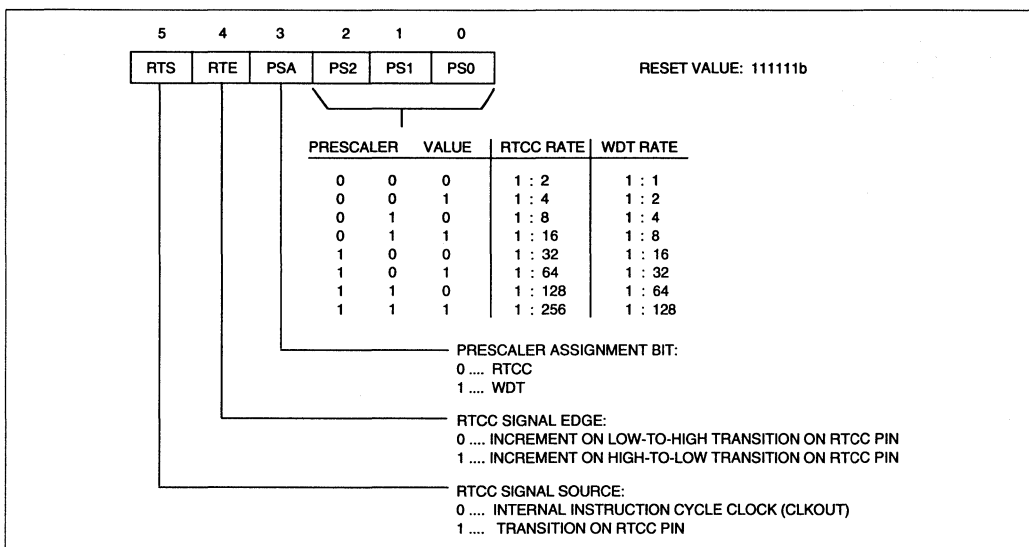 5 4 3 2 1 0
RTS RTE PSA PS2 PS1 PS0 RESET VALUE: 111111b
PRESCALER VALUE RTCC RATE WDT RATE
0 0 0 1 : 2 1 : 1
0 0 1 1 : 4 1 : 2
0 1 0 1 : 8 1 : 4
0 1 1 1 : 16 1 : 8
1 0 0 1 : 32 1 : 16
1 0 1 1 : 64 1 : 32
1 1 0 1 : 128 1 : 64
1 1 1 1 : 256 1 : 128
PRESCALER ASSIGNMENT BIT:
0 .... RTCC
1 .... WDT
RTCC SIGNAL EDGE:
0 .... INCREMENT ON LOW-TO-HIGH TRANSITION ON RTCC PIN
1 .... INCREMENT ON HIGH-TO-LOW TRANSITION ON RTCC PIN
RTCC SIGNAL SOURCE:
0 .... INTERNAL INSTRUCTION CYCLE CLOCK (CLKOUT)
1 .... TRANSITION ON RTCC PIN